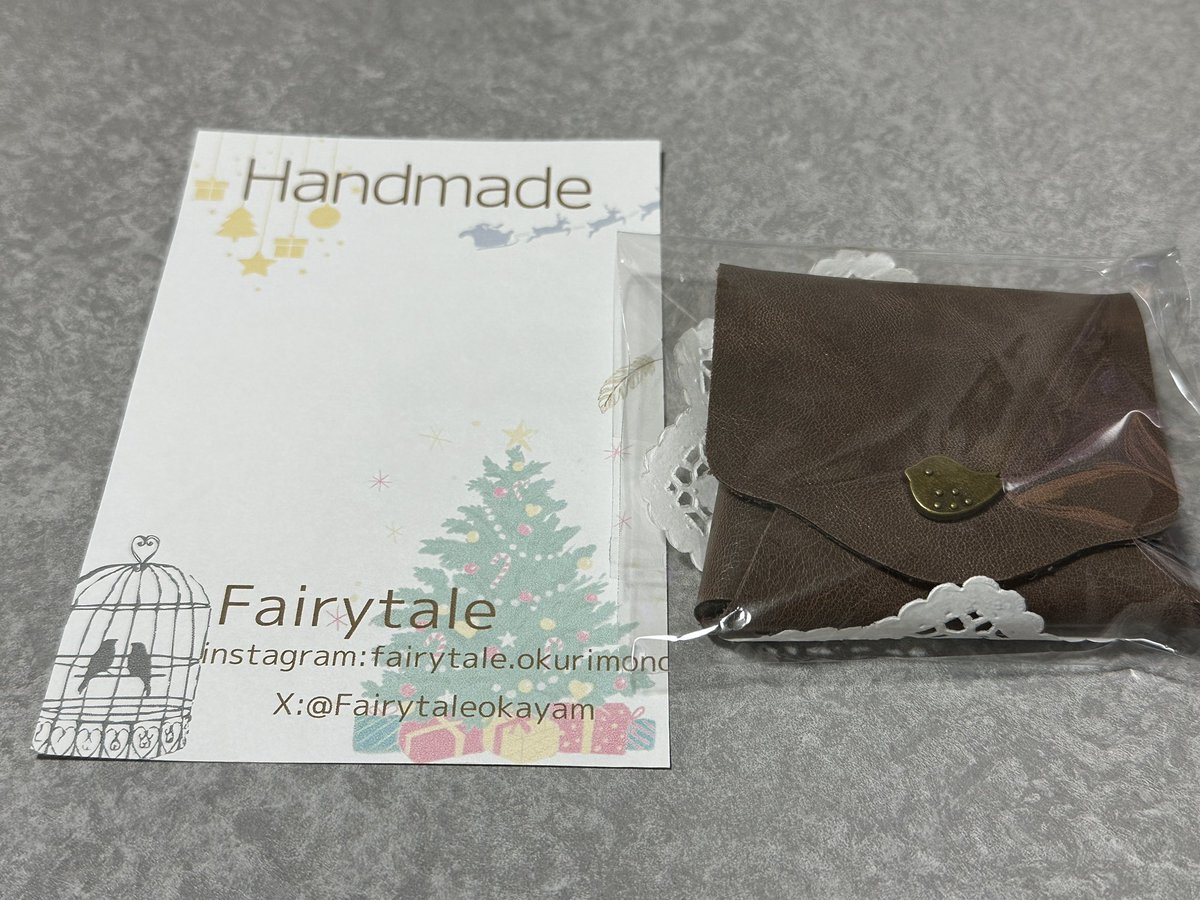 Handmade
Fairytale
instagram:fairytale.okurimono
X:@Fairytaleokayam